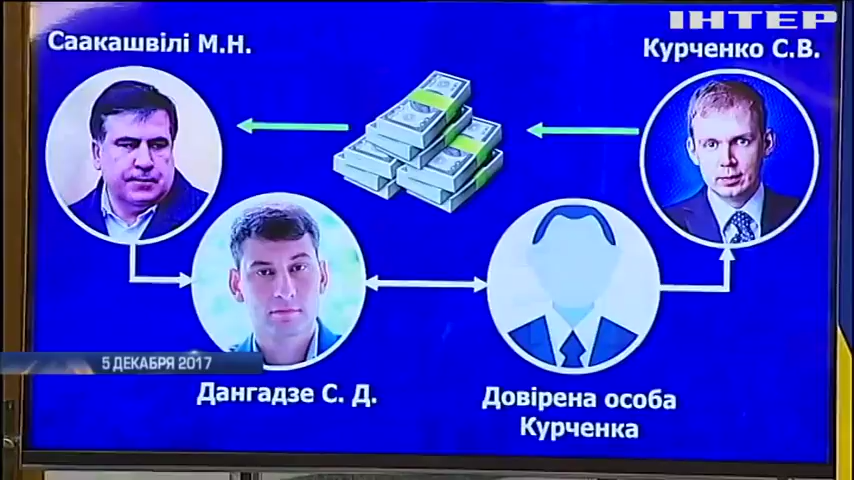 ІНТЕР
Саакашвілі М.Н.
Курченко С.В.
5 ДЕКАБРЯ 2017
Дангадзе С. Д.
Довірена особа
Курченка